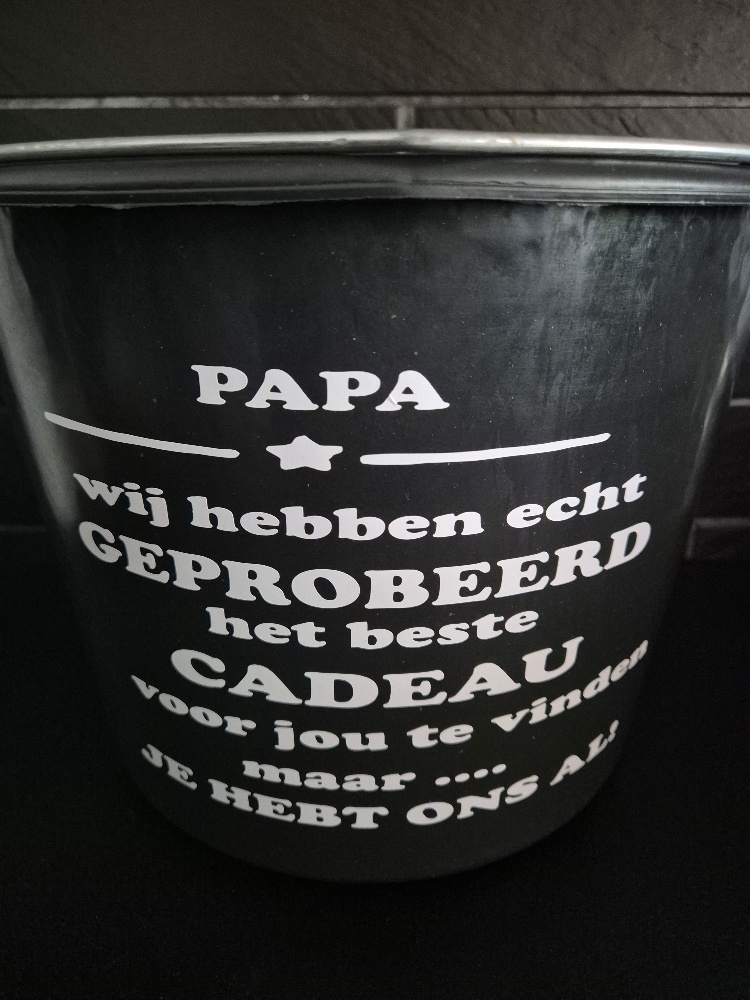 PAPA
wij hebben echt
GEPROBEERD
het beste
CADEAU
voor jou te vinden
maar ....
JE HEBT ONS AL!